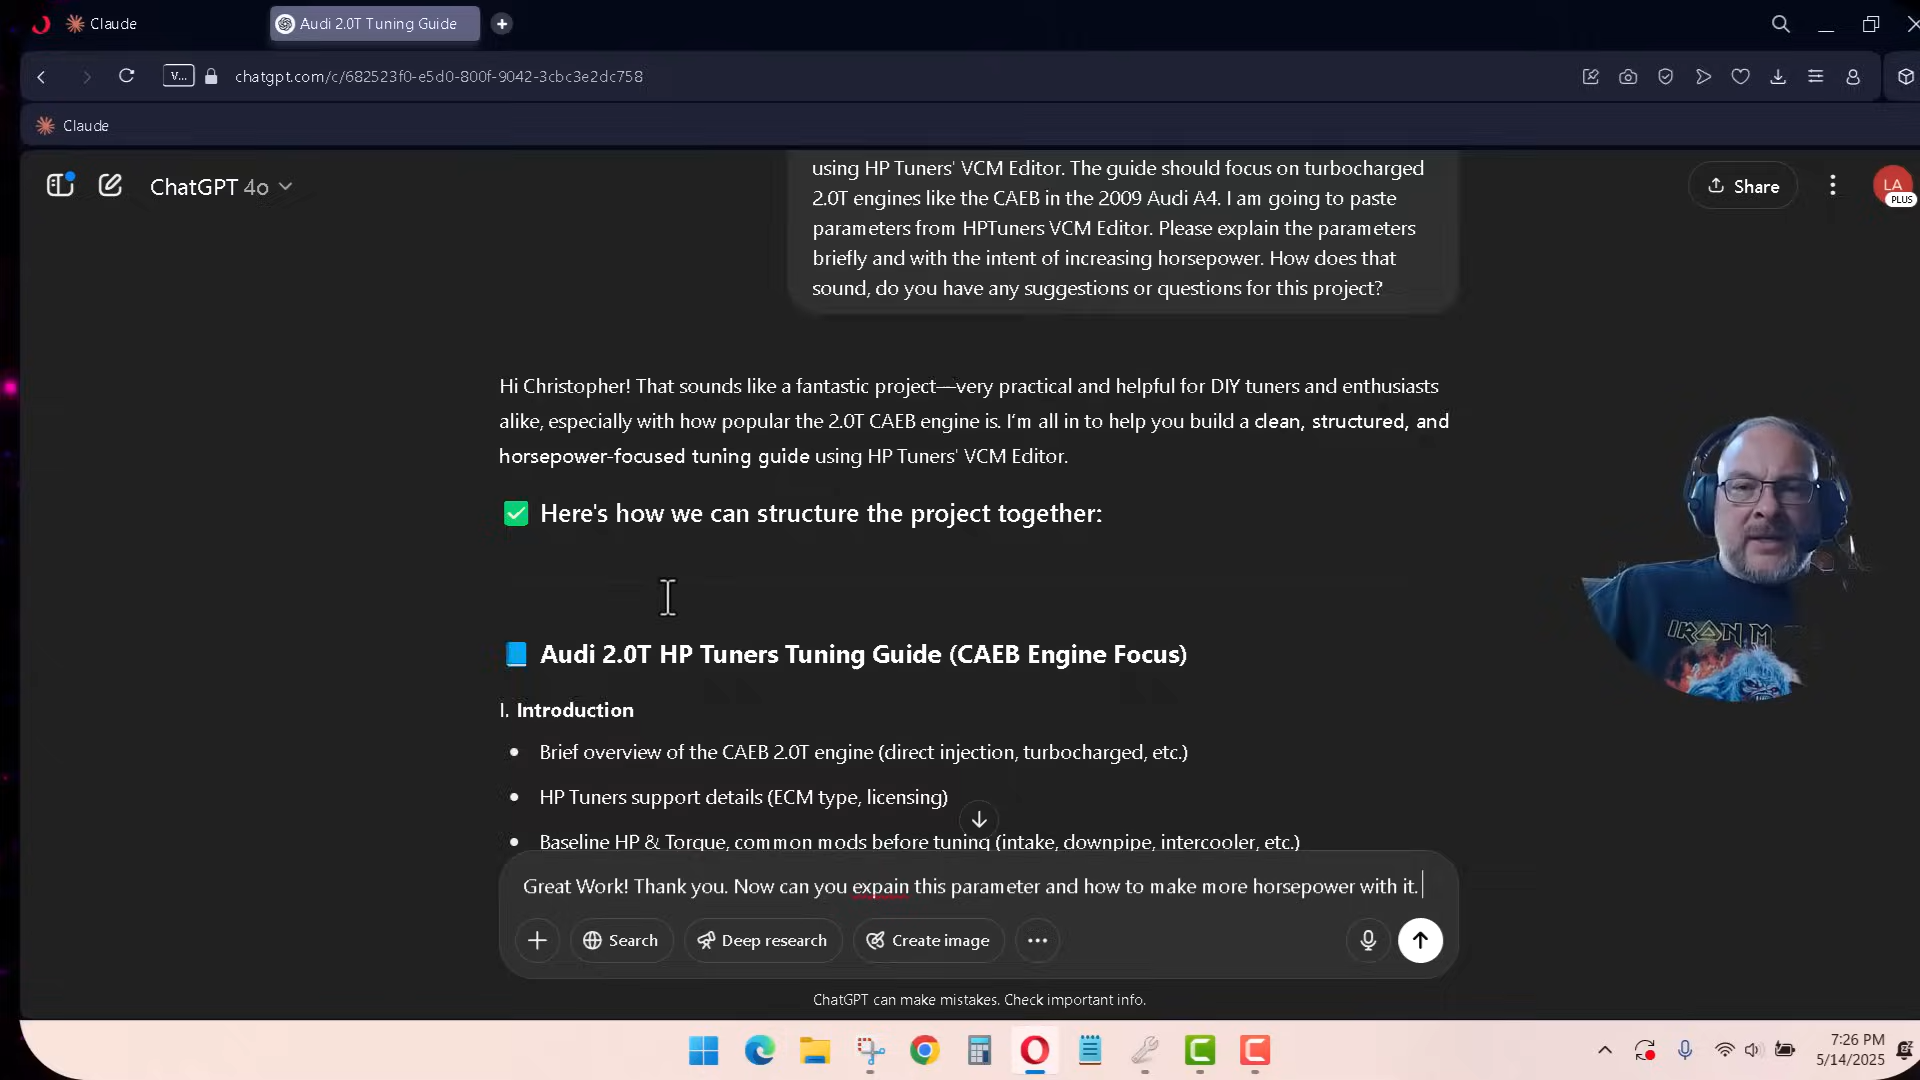 Claude
Audi 2.0T Tuning Guide
V...
chatgpt.com/c/682523f0-e5d0-800f-9042-3cbc3e2dc758
Claude
ChatGPT 4o
Share
LA
PLUS
using HP Tuners' VCM Editor. The guide should focus on turbocharged
2.0T engines like the CAEB in the 2009 Audi A4. I am going to paste
parameters from HPTuners VCM Editor. Please explain the parameters
briefly and with the intent of increasing horsepower. How does that
sound, do you have any suggestions or questions for this project?
Hi Christopher! That sounds like a fantastic project—very practical and helpful for DIY tuners and enthusiasts
alike, especially with how popular the 2.0T CAEB engine is. I'm all in to help you build a clean, structured, and
horsepower-focused tuning guide using HP Tuners' VCM Editor.
✅ Here's how we can structure the project together:
📘 Audi 2.0T HP Tuners Tuning Guide (CAEB Engine Focus)
I. Introduction
• Brief overview of the CAEB 2.0T engine (direct injection, turbocharged, etc.)
• HP Tuners support details (ECM type, licensing)
• Baseline HP & Torque, common mods before tuning (intake, downpipe, intercooler, etc.)
IRON M
Great Work! Thank you. Now can you expain this parameter and how to make more horsepower with it.
Search
Deep research
Create image
ChatGPT can make mistakes. Check important info.
7:26 PM
5/14/2025